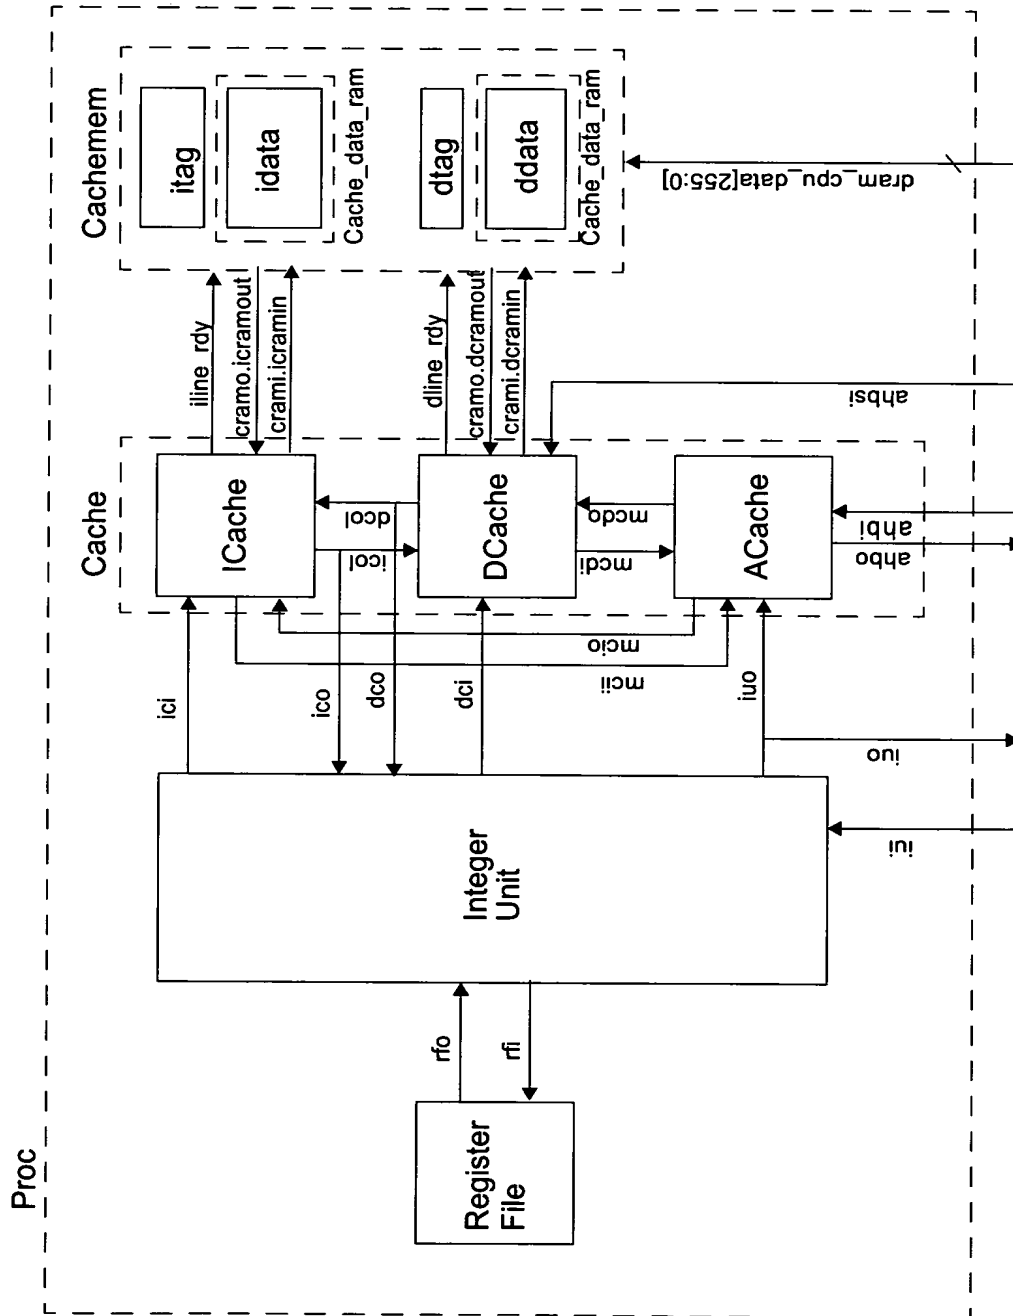 Proc
Cache
Cachemem
itag
idata
Cache_data_ram
dtag
ddata
Cache_data_ram
iline_rdy
cramo.icramout
crami.icramin
dline_rdy
cramo.dcramout
crami.dcramin
dram_cpu_data[255:0]
ICache
DCache
ACache
dcol
icol
mcdo
mcdi
ahbsi
ahbi
ahbo
mcio
mcii
ici
ico
dco
dci
iuo
iuo
iui
Integer
Unit
rfo
rfi
Register
File